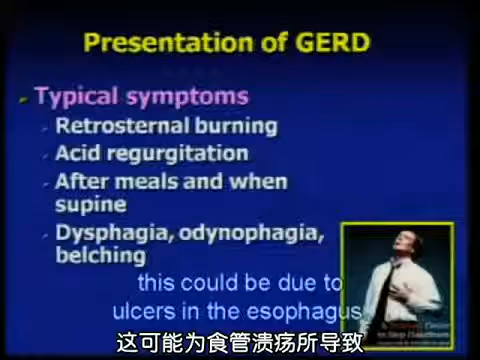 Presentation of GERD
Typical symptoms
Retrosternal burning
Acid regurgitation
After meals and when
supine
Dysphagia, odynophagia,
belching
this could be due to
ulcers in the esophagus
这可能为食管溃疡所导致